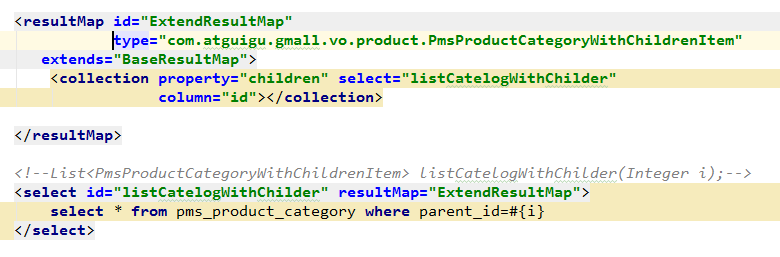 <resultMap id="ExtendResultMap"
type="com.atguigu.gmall.vo.product.PmsProductCategoryWithChildrenItem"
extends="BaseResultMap">
<collection property="children" select="listCatelogWithChilder"
column="id"></collection>
</resultMap>
<!--List<PmsProductCategoryWithChildrenItem> listCatelogWithChilder(Integer i);-->
<select id="listCatelogWithChilder" resultMap="ExtendResultMap">
select * from pms_product_category where parent_id=#{i}
</select>